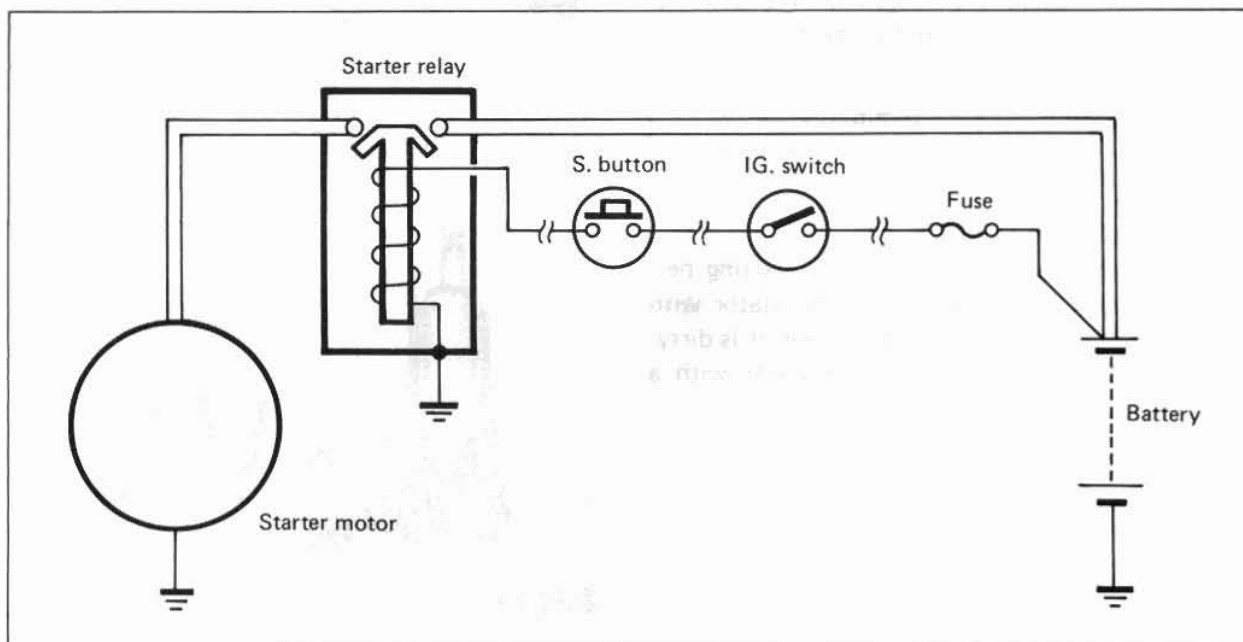 Starter relay
S. button
IG. switch
Fuse
Battery
Starter motor